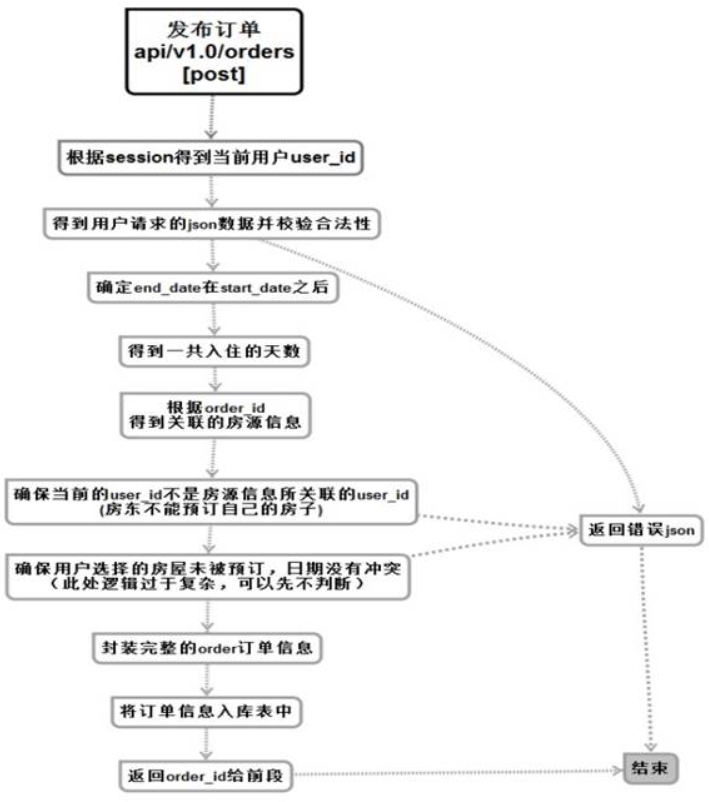 发布订单
api/v1.0/orders
[post]
根据session得到当前用户user_id
得到用户请求的json数据并校验合法性
确定end_date在start_date之后
得到一共入住的天数
根据order_id
得到关联的房源信息
确保当前的user_id不是房源信息所关联的user_id
(房东不能预订自己的房子)
返回错误json
确保用户选择的房屋未被预订，日期没有冲突
（此处逻辑过于复杂，可以先不判断）
封装完整的order订单信息
将订单信息入库表中
返回order_id给前段
结束